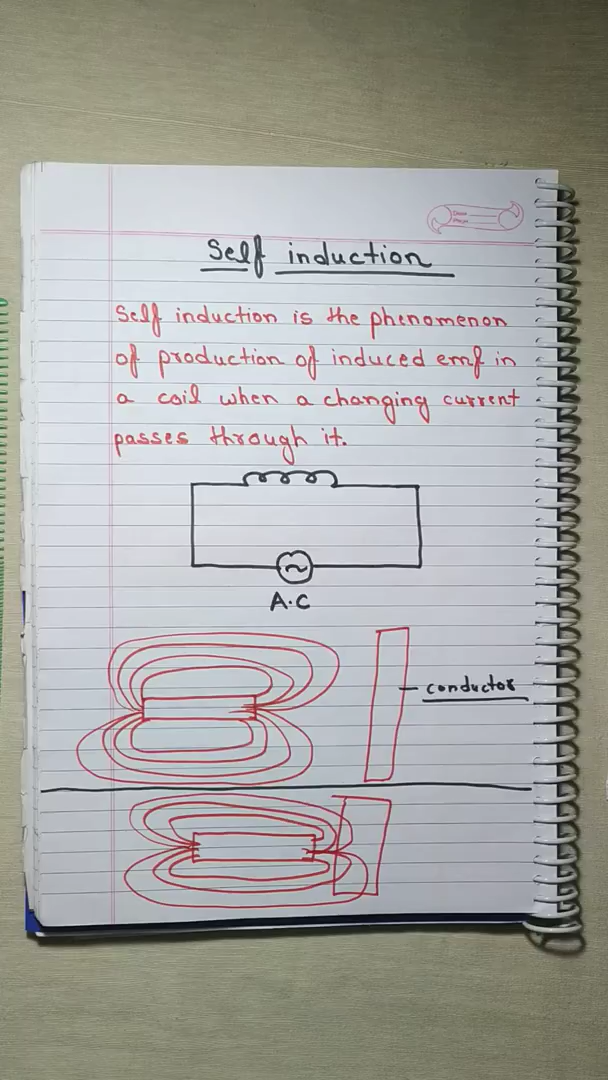 Self induction
Self induction is the phenomenon
of production of induced emf in
a coil when a changing current
passes through it.
A.C
conductor